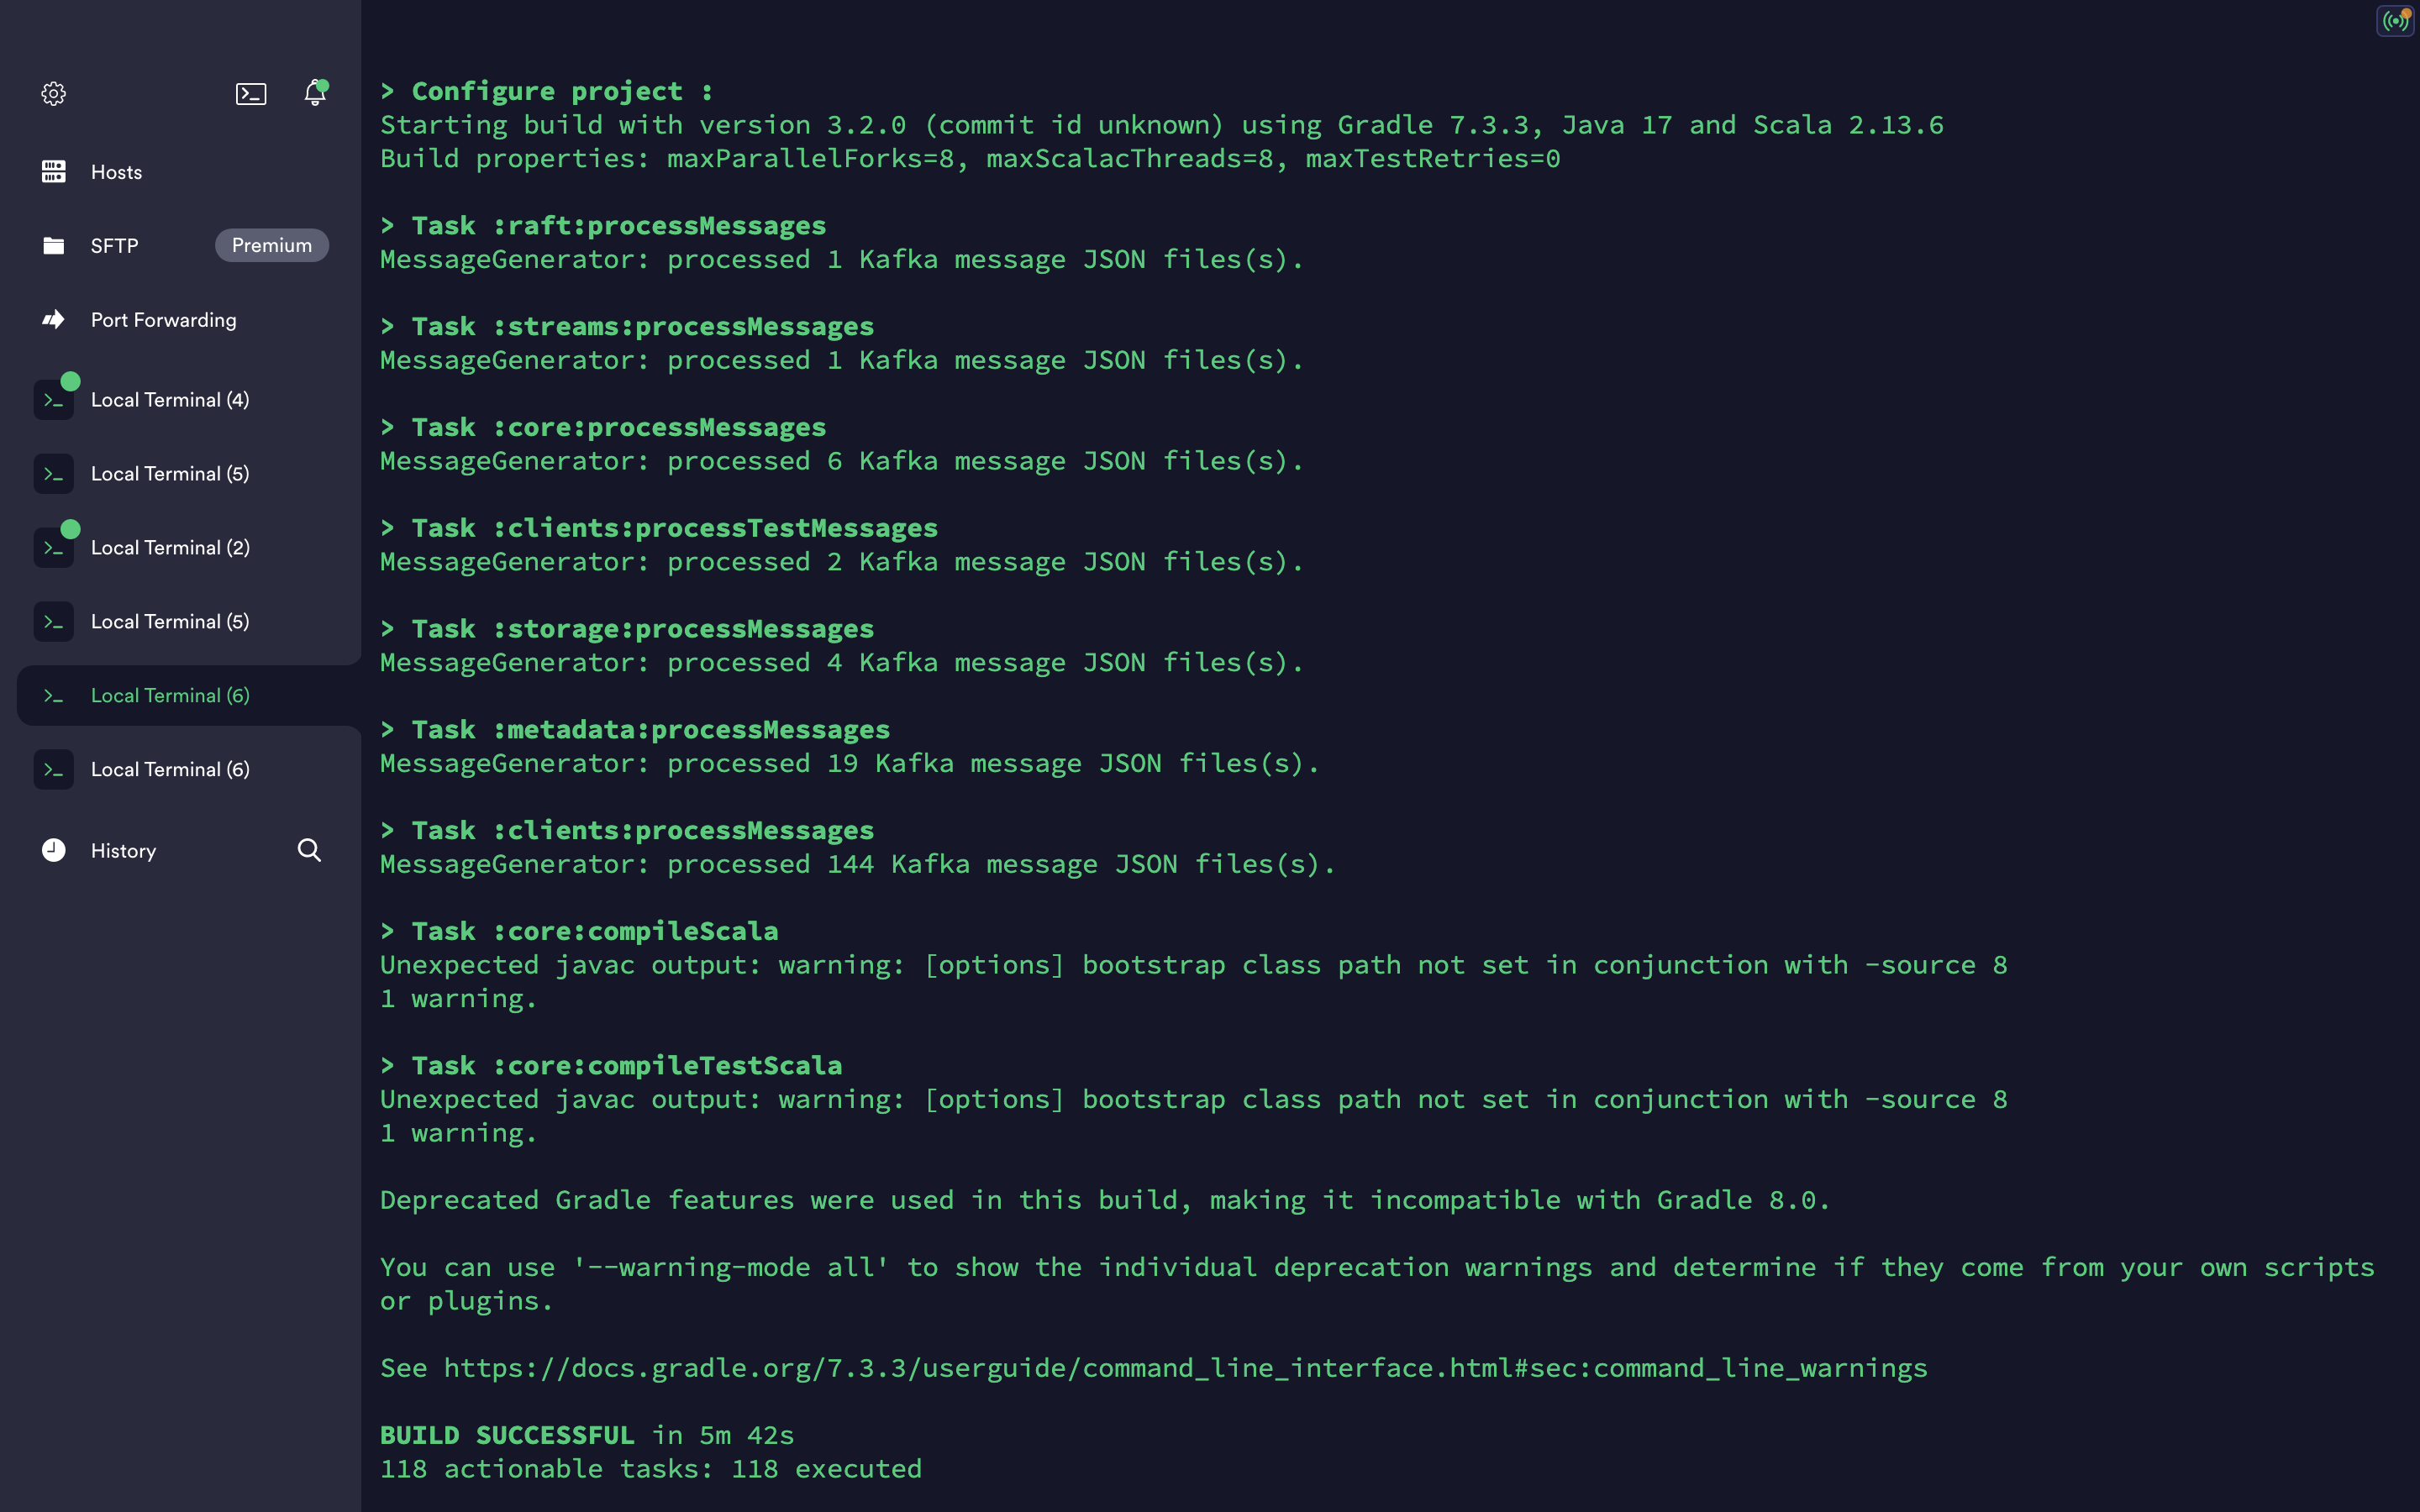 Hosts
SFTP Premium
Port Forwarding
Local Terminal (4)
Local Terminal (5)
Local Terminal (2)
Local Terminal (5)
Local Terminal (6)
Local Terminal (6)
History
> Configure project :
Starting build with version 3.2.0 (commit id unknown) using Gradle 7.3.3, Java 17 and Scala 2.13.6
Build properties: maxParallelForks=8, maxScalacThreads=8, maxTestRetries=0
> Task :raft:processMessages
MessageGenerator: processed 1 Kafka message JSON files(s).
> Task :streams:processMessages
MessageGenerator: processed 1 Kafka message JSON files(s).
> Task :core:processMessages
MessageGenerator: processed 6 Kafka message JSON files(s).
> Task :clients:processTestMessages
MessageGenerator: processed 2 Kafka message JSON files(s).
> Task :storage:processMessages
MessageGenerator: processed 4 Kafka message JSON files(s).
> Task :metadata:processMessages
MessageGenerator: processed 19 Kafka message JSON files(s).
> Task :clients:processMessages
MessageGenerator: processed 144 Kafka message JSON files(s).
> Task :core:compileScala
Unexpected javac output: warning: [options] bootstrap class path not set in conjunction with -source 8
1 warning.
> Task :core:compileTestScala
Unexpected javac output: warning: [options] bootstrap class path not set in conjunction with -source 8
1 warning.
Deprecated Gradle features were used in this build, making it incompatible with Gradle 8.0.
You can use '--warning-mode all' to show the individual deprecation warnings and determine if they come from your own scripts
or plugins.
See https://docs.gradle.org/7.3.3/userguide/command_line_interface.html#sec:command_line_warnings
BUILD SUCCESSFUL in 5m 42s
118 actionable tasks: 118 executed